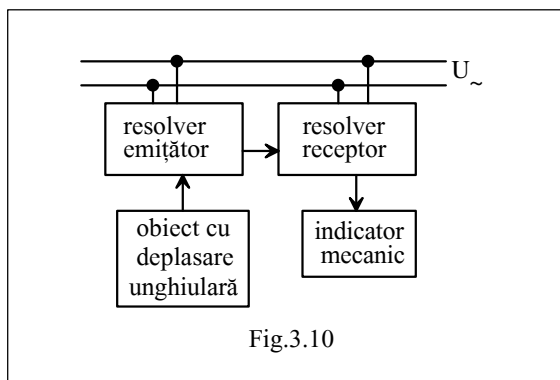 U~
resolver
emițător
resolver
receptor
obiect cu
deplasare
unghiulară
indicator
mecanic
Fig.3.10